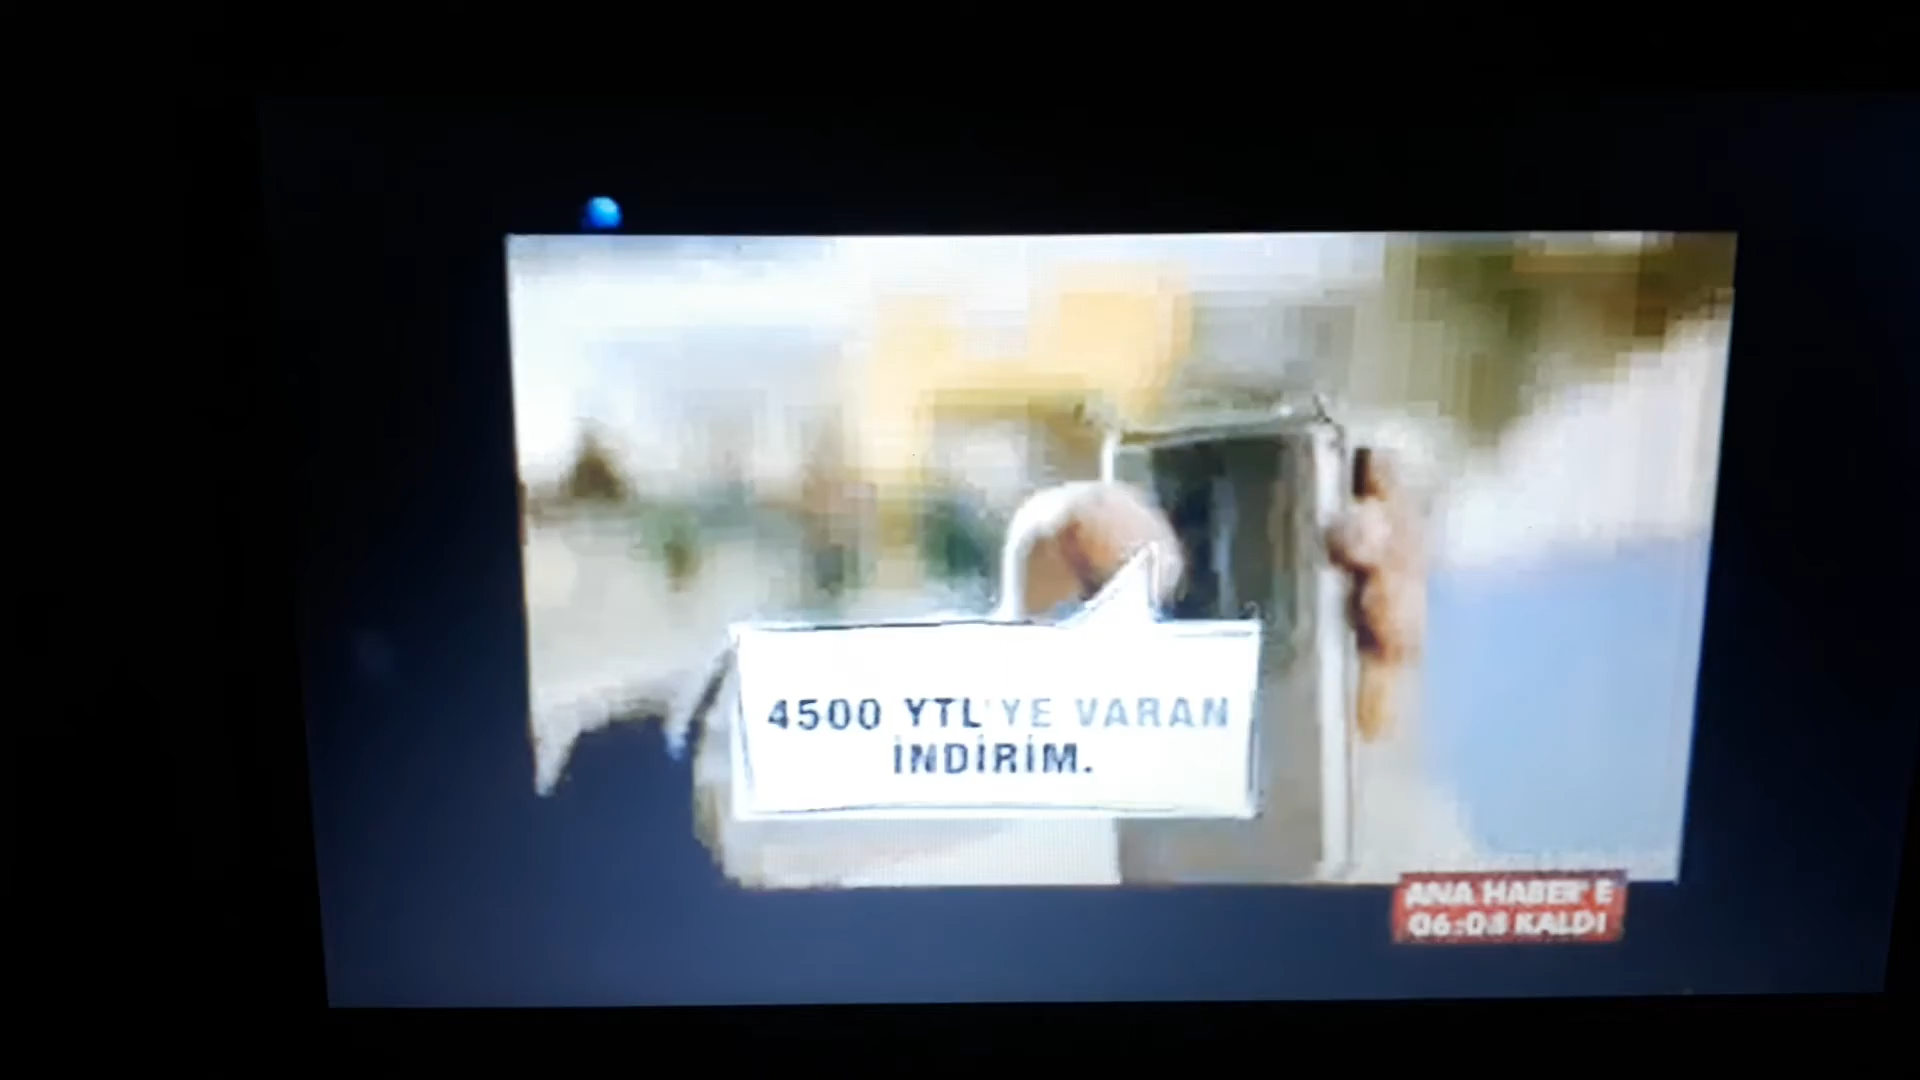 4500 YTL'YE VARAN
İNDİRİM.
ANA HABER'E
06:08 KALDI